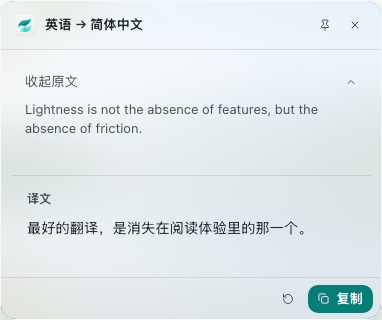 英语 → 简体中文
收起原文
Lightness is not the absence of features, but the
absence of friction.
译文
最好的翻译，是消失在阅读体验里的那一个。
复制